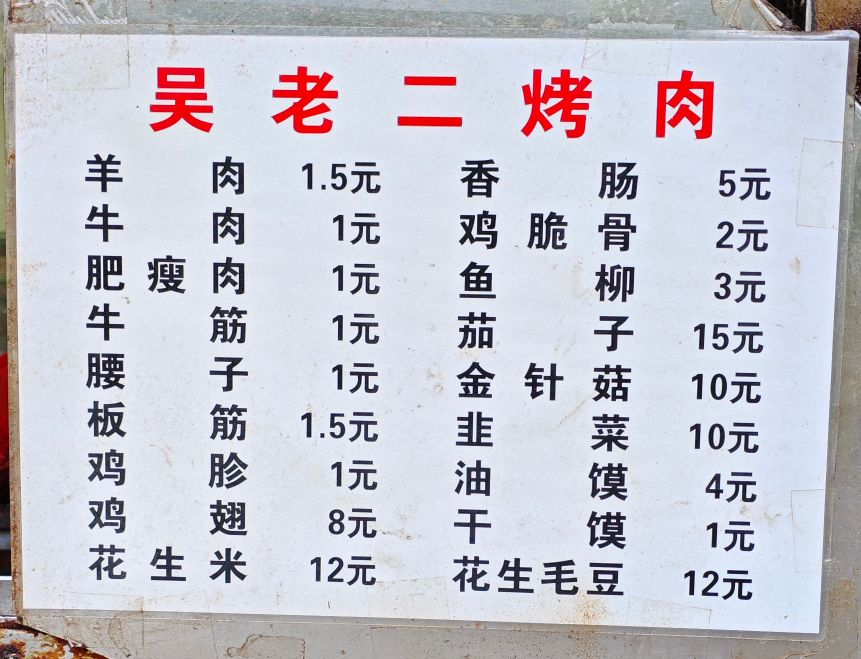 吴老二烤肉
羊肉 1.5元 香肠 5元
牛肉 1元 鸡脆骨 2元
肥瘦肉 1元 鱼柳 3元
牛筋 1元 茄子 15元
腰子 1元 金针菇 10元
板筋 1.5元 韭菜 10元
鸡胗 1元 油馍 4元
鸡翅 8元 干馍 1元
花生米 12元 花生毛豆 12元